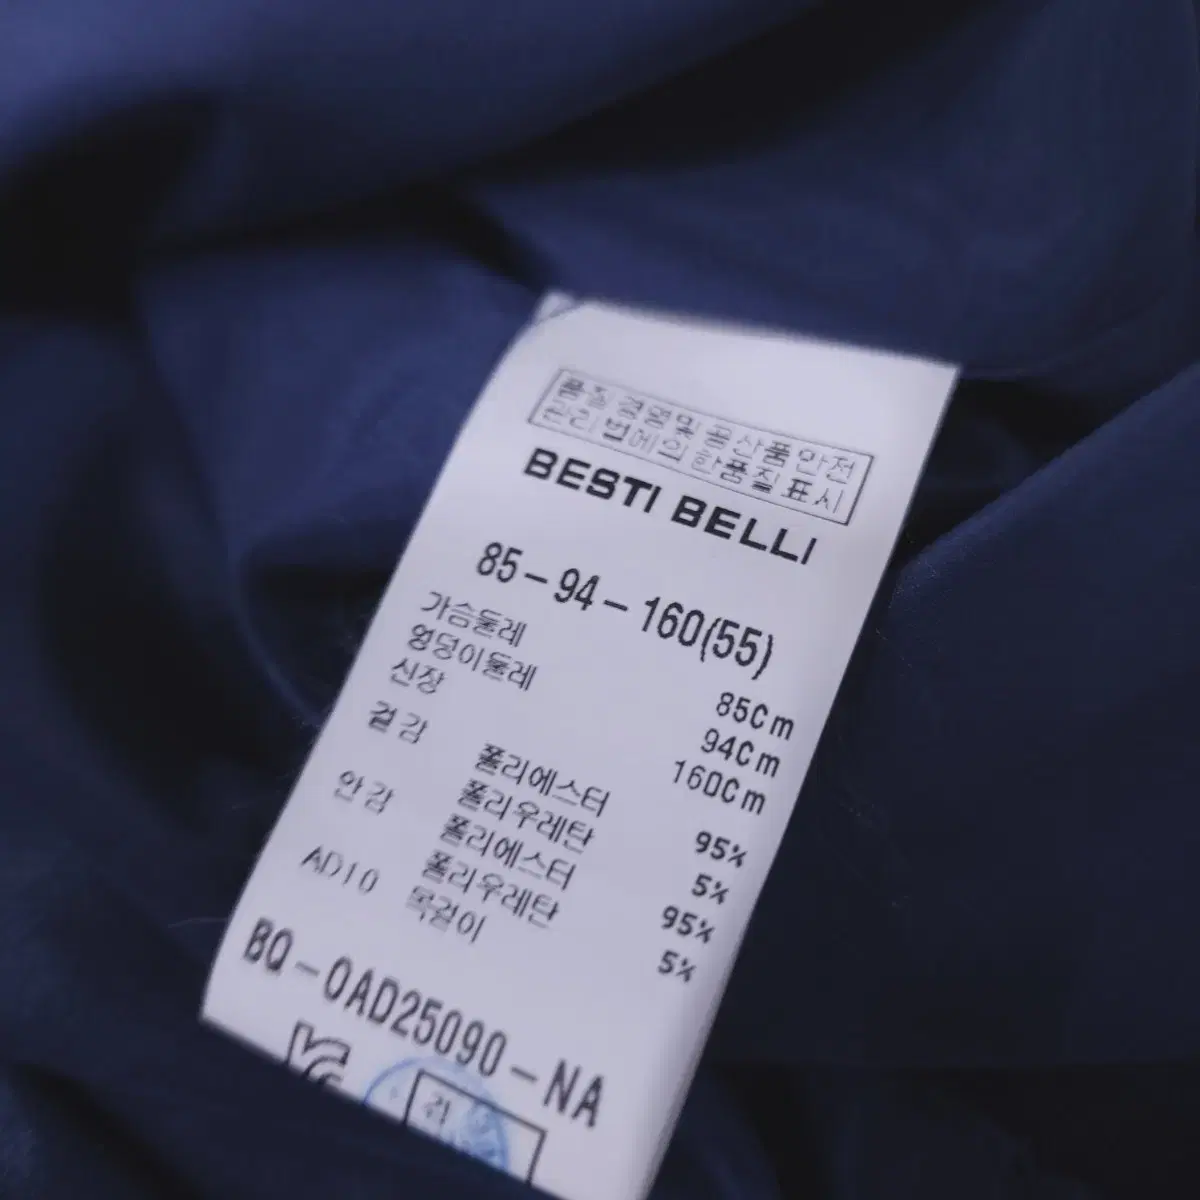 품질경영및공산품안전
관리법에의한품질표시
BESTI BELLI
85-94-160(55)
가슴둘레 85Cm
엉덩이둘레 94Cm
신장 160Cm
겉감 폴리에스터 95%
폴리우레탄 5%
안감 폴리에스터 95%
폴리우레탄 5%
AD10 목걸이
BQ-0AD25090-NA
검